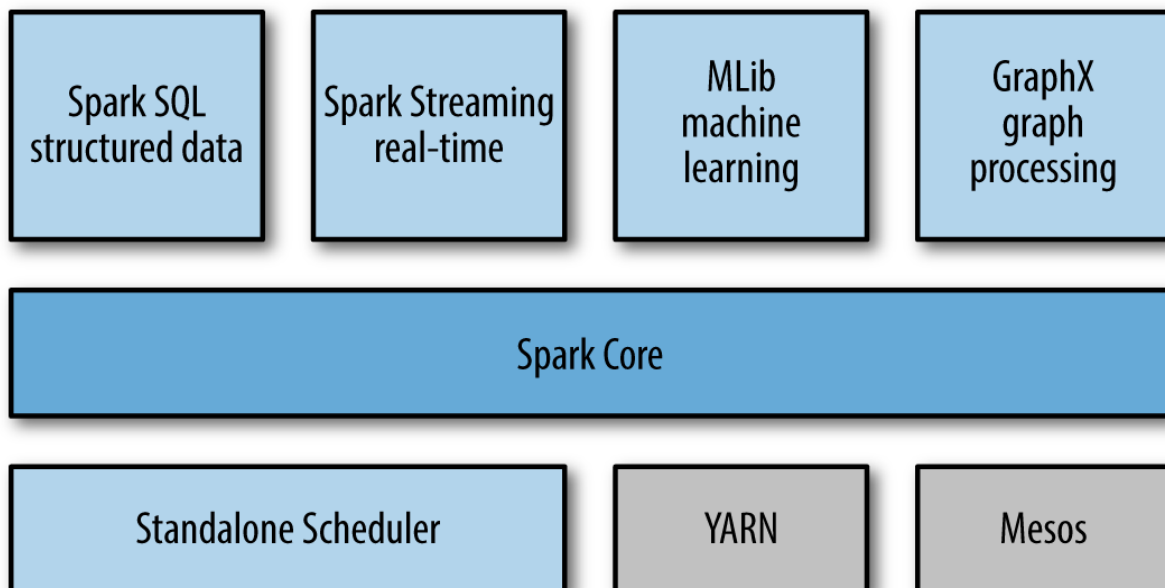 Spark SQL
structured data
Spark Streaming
real-time
MLib
machine
learning
GraphX
graph
processing
Spark Core
Standalone Scheduler
YARN
Mesos